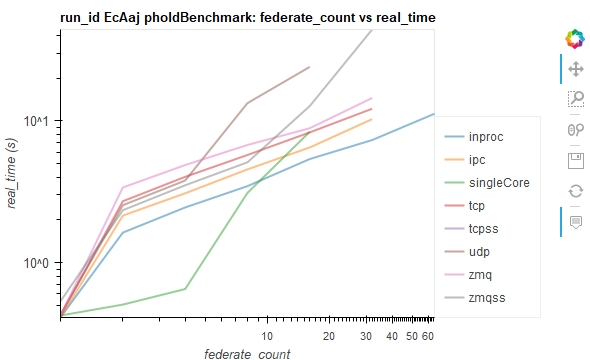 run_id EcAaj pholdBenchmark: federate_count vs real_time
real_time (s)
10^1
10^0
10
20
30
40
50
60
federate_count
inproc
ipc
singleCore
tcp
tcpss
udp
zmq
zmqss